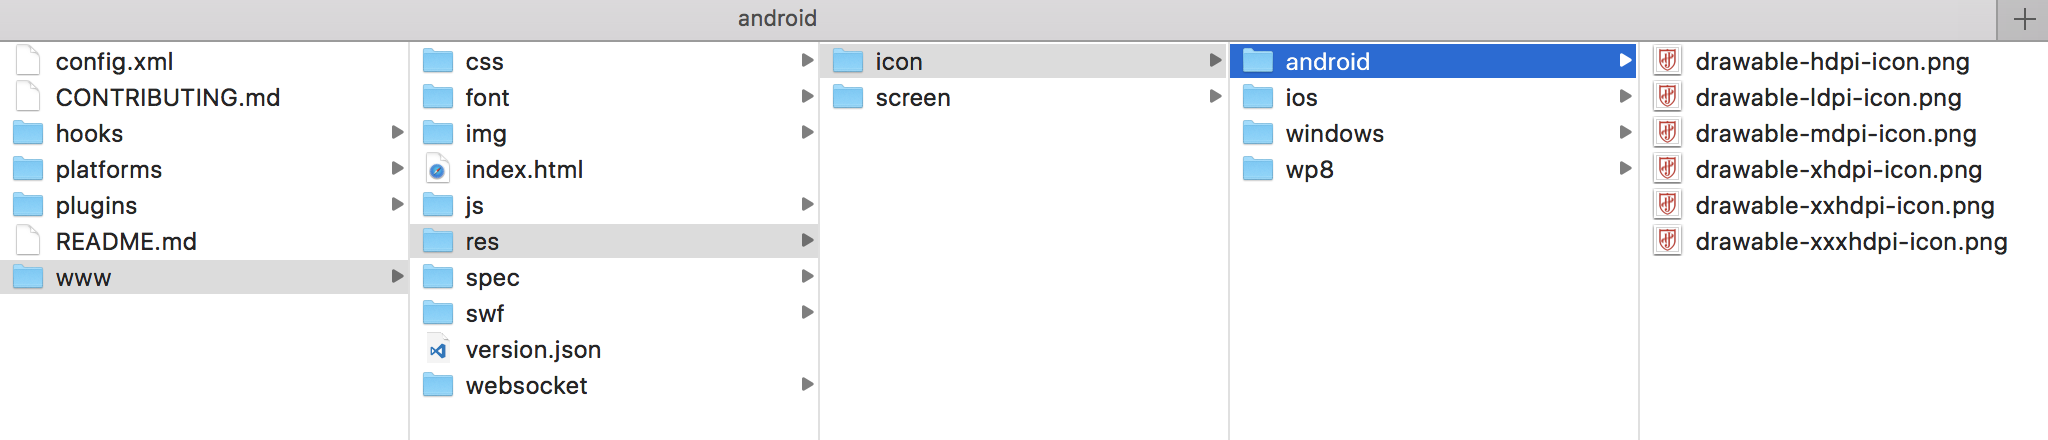 android
config.xml
CONTRIBUTING.md
hooks
platforms
plugins
README.md
www
css
font
img
index.html
js
res
spec
swf
version.json
websocket
icon
screen
android
ios
windows
wp8
drawable-hdpi-icon.png
drawable-ldpi-icon.png
drawable-mdpi-icon.png
drawable-xhdpi-icon.png
drawable-xxhdpi-icon.png
drawable-xxxhdpi-icon.png